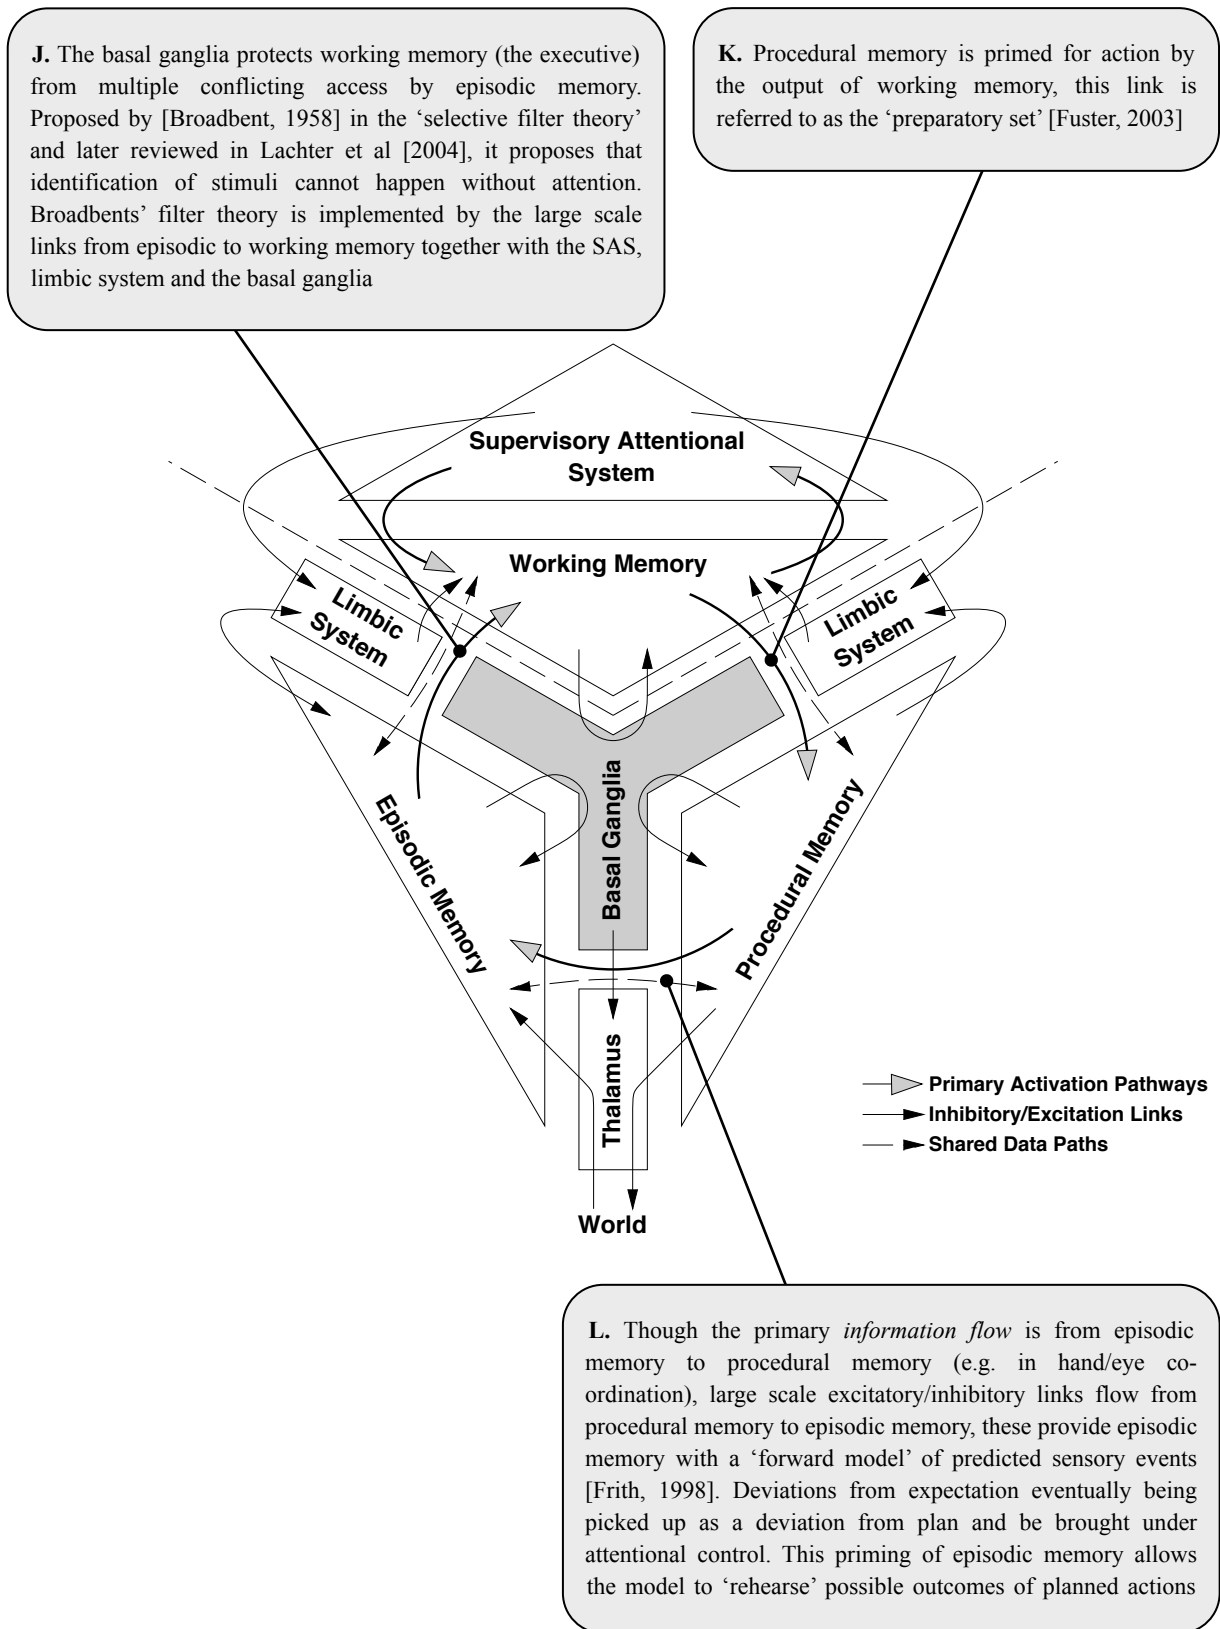 J. The basal ganglia protects working memory (the executive)
from multiple conflicting access by episodic memory.
Proposed by [Broadbent, 1958] in the ‘selective filter theory’
and later reviewed in Lachter et al [2004], it proposes that
identification of stimuli cannot happen without attention.
Broadbents’ filter theory is implemented by the large scale
links from episodic to working memory together with the SAS,
limbic system and the basal ganglia
K. Procedural memory is primed for action by
the output of working memory, this link is
referred to as the ‘preparatory set’ [Fuster, 2003]
Supervisory Attentional
System
Working Memory
Limbic
System
Limbic
System
Episodic Memory
Basal Ganglia
Procedural Memory
Thalamus
World
Primary Activation Pathways
Inhibitory/Excitation Links
Shared Data Paths
L. Though the primary information flow is from episodic
memory to procedural memory (e.g. in hand/eye co-
ordination), large scale excitatory/inhibitory links flow from
procedural memory to episodic memory, these provide episodic
memory with a ‘forward model’ of predicted sensory events
[Frith, 1998]. Deviations from expectation eventually being
picked up as a deviation from plan and be brought under
attentional control. This priming of episodic memory allows
the model to ‘rehearse’ possible outcomes of planned actions